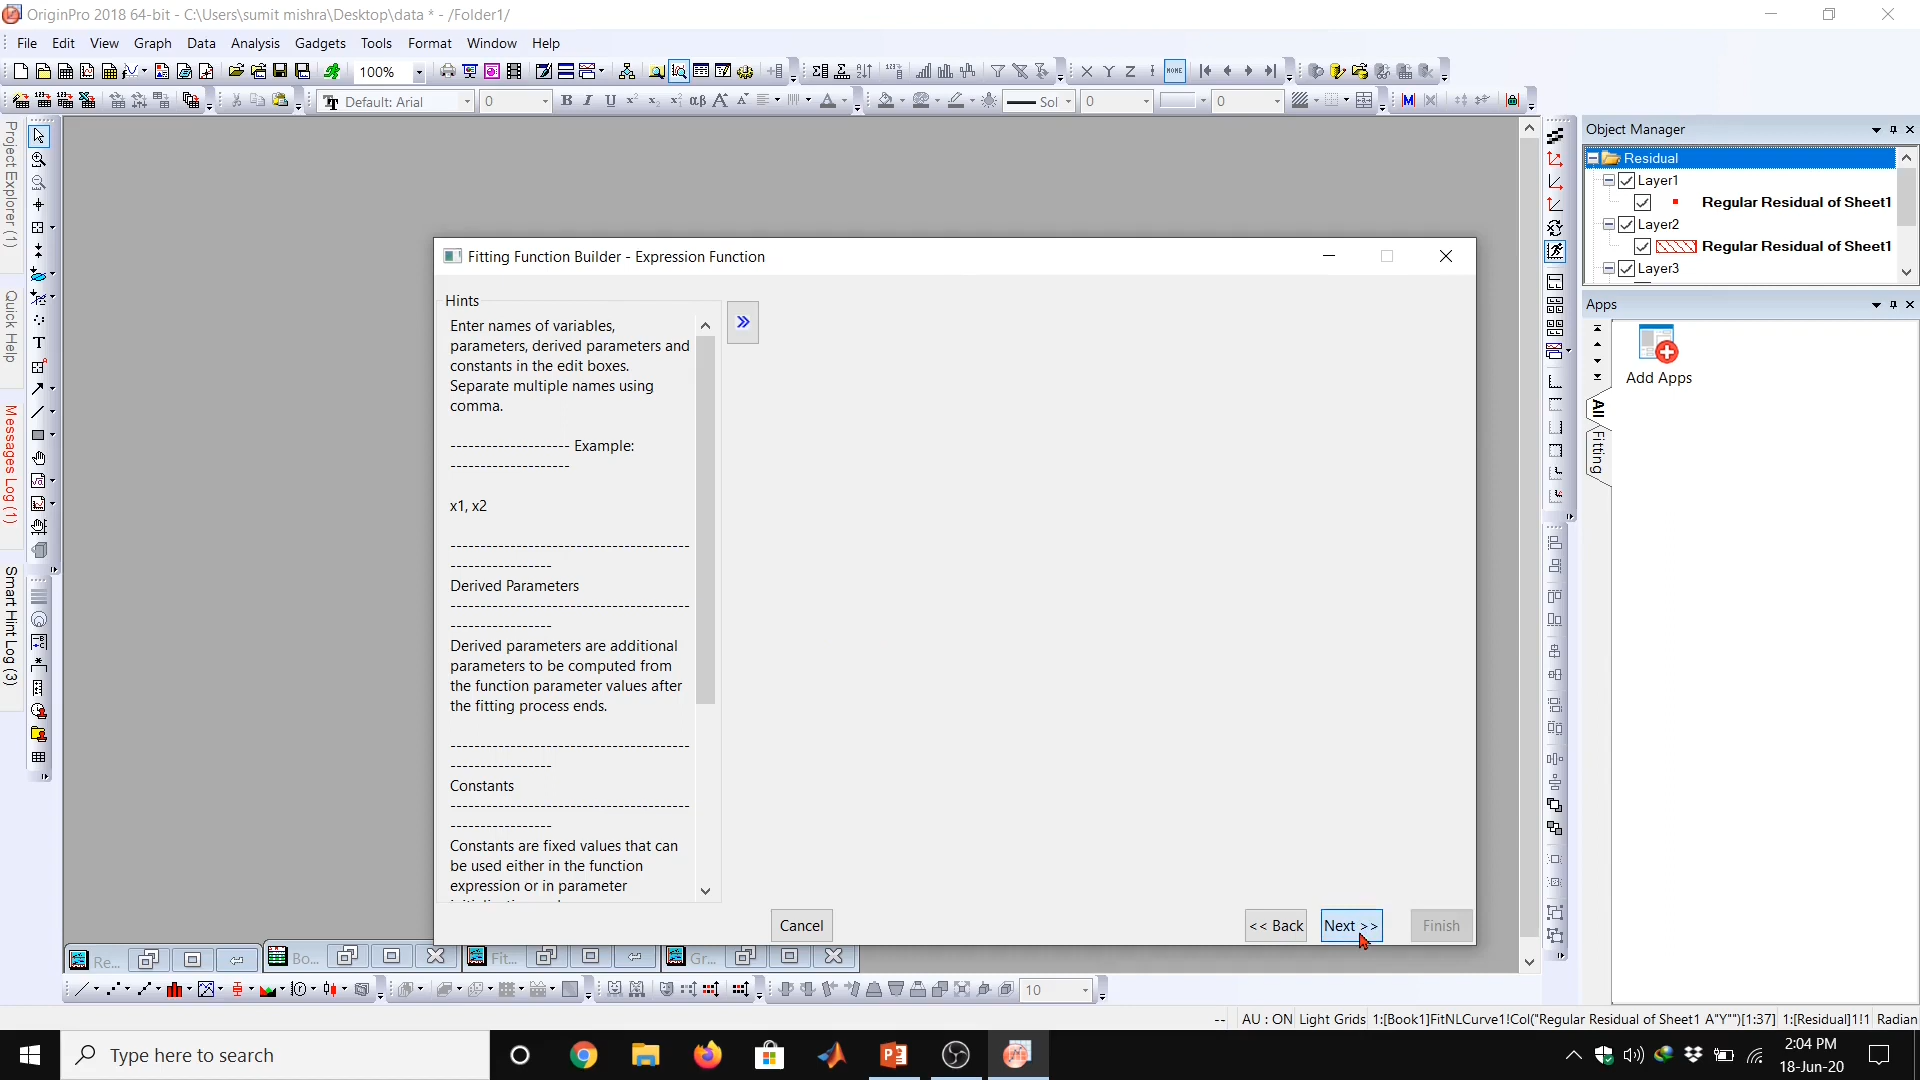 OriginPro 2018 64-bit - C:\Users\sumit mishra\Desktop\data * - /Folder1/
File Edit View Graph Data Analysis Gadgets Tools Format Window Help
100%
Default: Arial 0 B I U αβ A A A Sol 0 0
Project Explorer (1)
Quick Help
Messages Log (1)
Smart Hint Log (3)
Object Manager
Residual
Layer1
Regular Residual of Sheet1
Layer2
Regular Residual of Sheet1
Layer3
Apps
Add Apps
All
Fitting
Fitting Function Builder - Expression Function
Hints
Enter names of variables,
parameters, derived parameters and
constants in the edit boxes.
Separate multiple names using
comma.
-------------------- Example:
--------------------
x1, x2
----------------------------------------
-----------------
Derived Parameters
----------------------------------------
-----------------
Derived parameters are additional
parameters to be computed from
the function parameter values after
the fitting process ends.
----------------------------------------
-----------------
Constants
----------------------------------------
-----------------
Constants are fixed values that can
be used either in the function
expression or in parameter
Cancel << Back Next >> Finish
Re... Bo... Fit... Gr...
10
-- AU : ON Light Grids 1:[Book1]FitNLCurve1!Col("Regular Residual of Sheet1 A"Y"")[1:37] 1:[Residual]1!1 Radian
Type here to search
2:04 PM
18-Jun-20